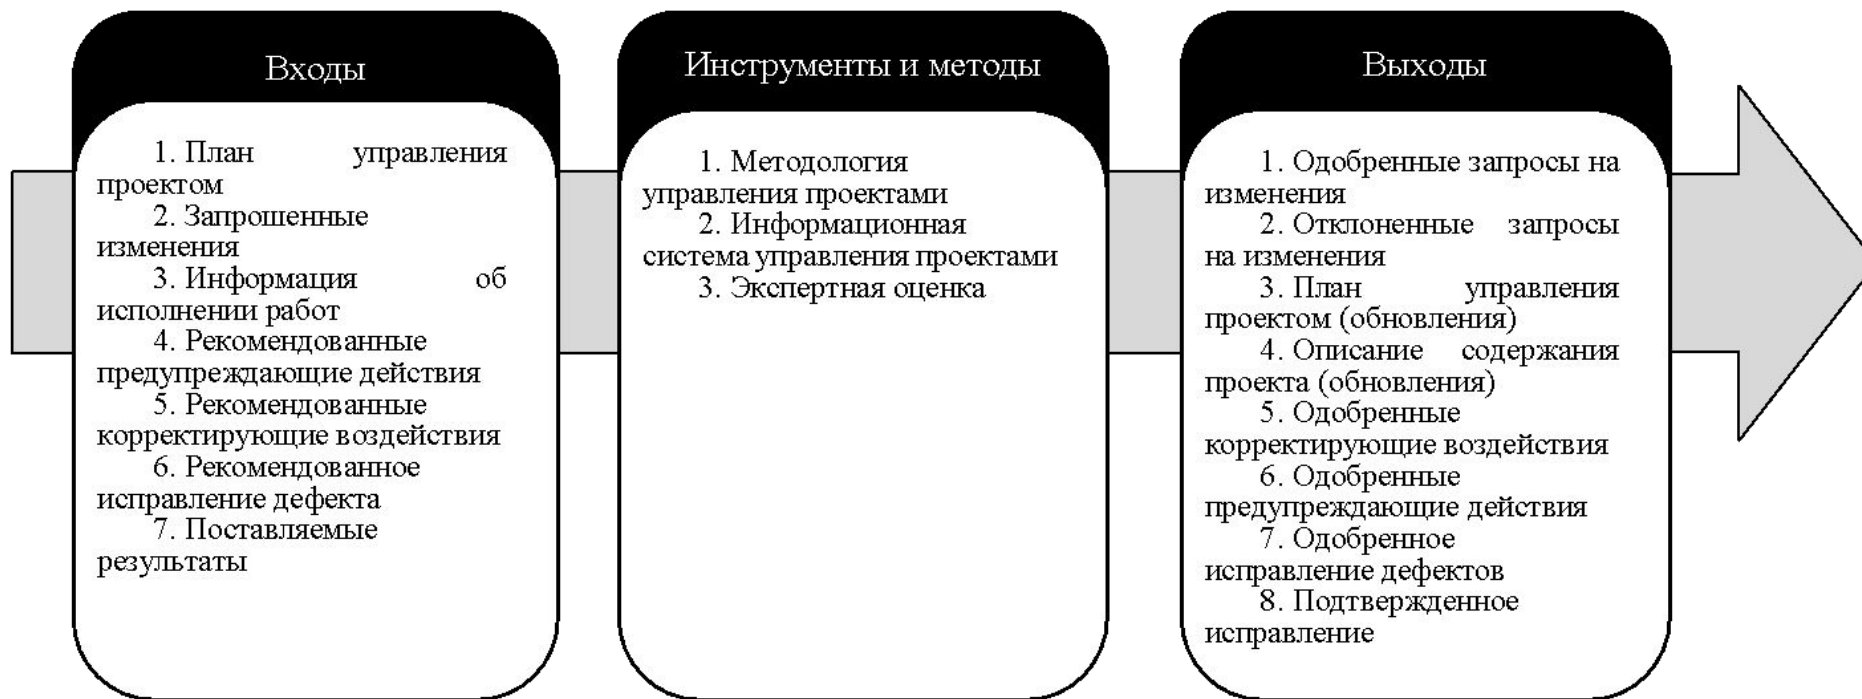 Входы
1. План управления
проектом
2. Запрошенные
изменения
3. Информация об
исполнении работ
4. Рекомендованные
предупреждающие действия
5. Рекомендованные
корректирующие воздействия
6. Рекомендованное
исправление дефекта
7. Поставляемые
результаты
Инструменты и методы
1. Методология
управления проектами
2. Информационная
система управления проектами
3. Экспертная оценка
Выходы
1. Одобренные запросы на
изменения
2. Отклоненные запросы
на изменения
3. План управления
проектом (обновления)
4. Описание содержания
проекта (обновления)
5. Одобренные
корректирующие воздействия
6. Одобренные
предупреждающие действия
7. Одобренное
исправление дефектов
8. Подтвержденное
исправление